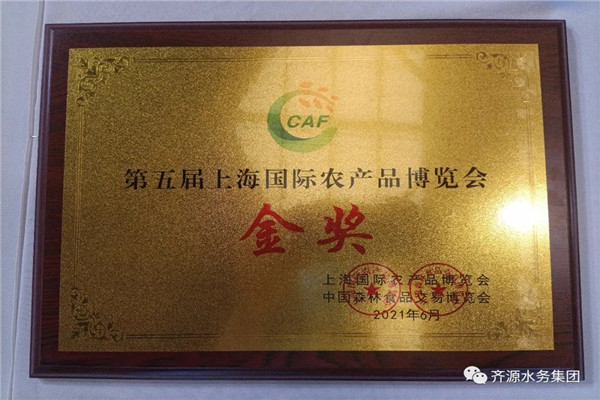 CAF
第五届上海国际农产品博览会
金奖
上海国际农产品博览会
中国森林食品交易博览会
2021年6月
齐源水务集团